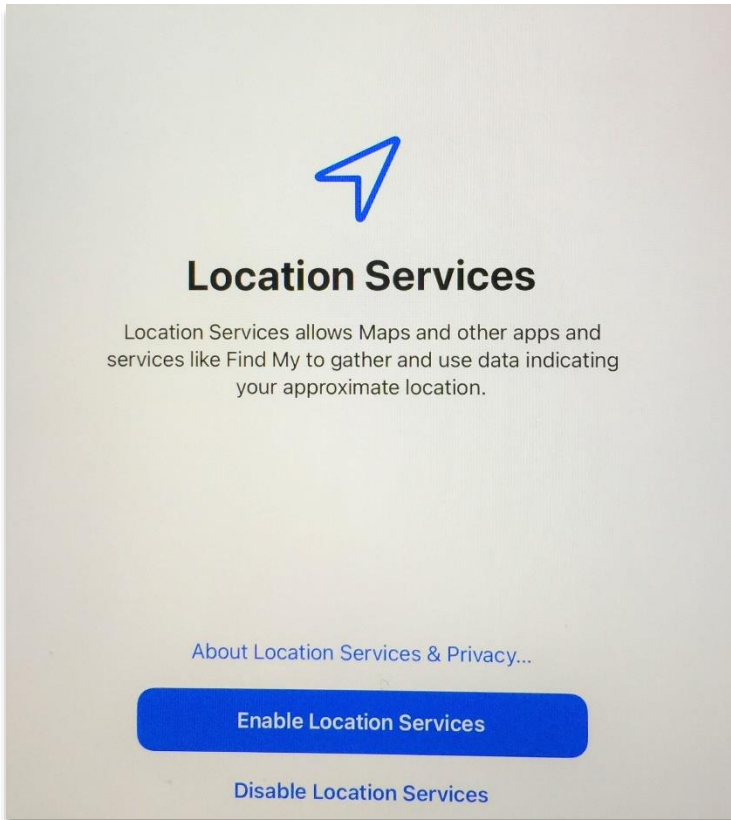 Location Services
Location Services allows Maps and other apps and
services like Find My to gather and use data indicating
your approximate location.
About Location Services & Privacy...
Enable Location Services
Disable Location Services